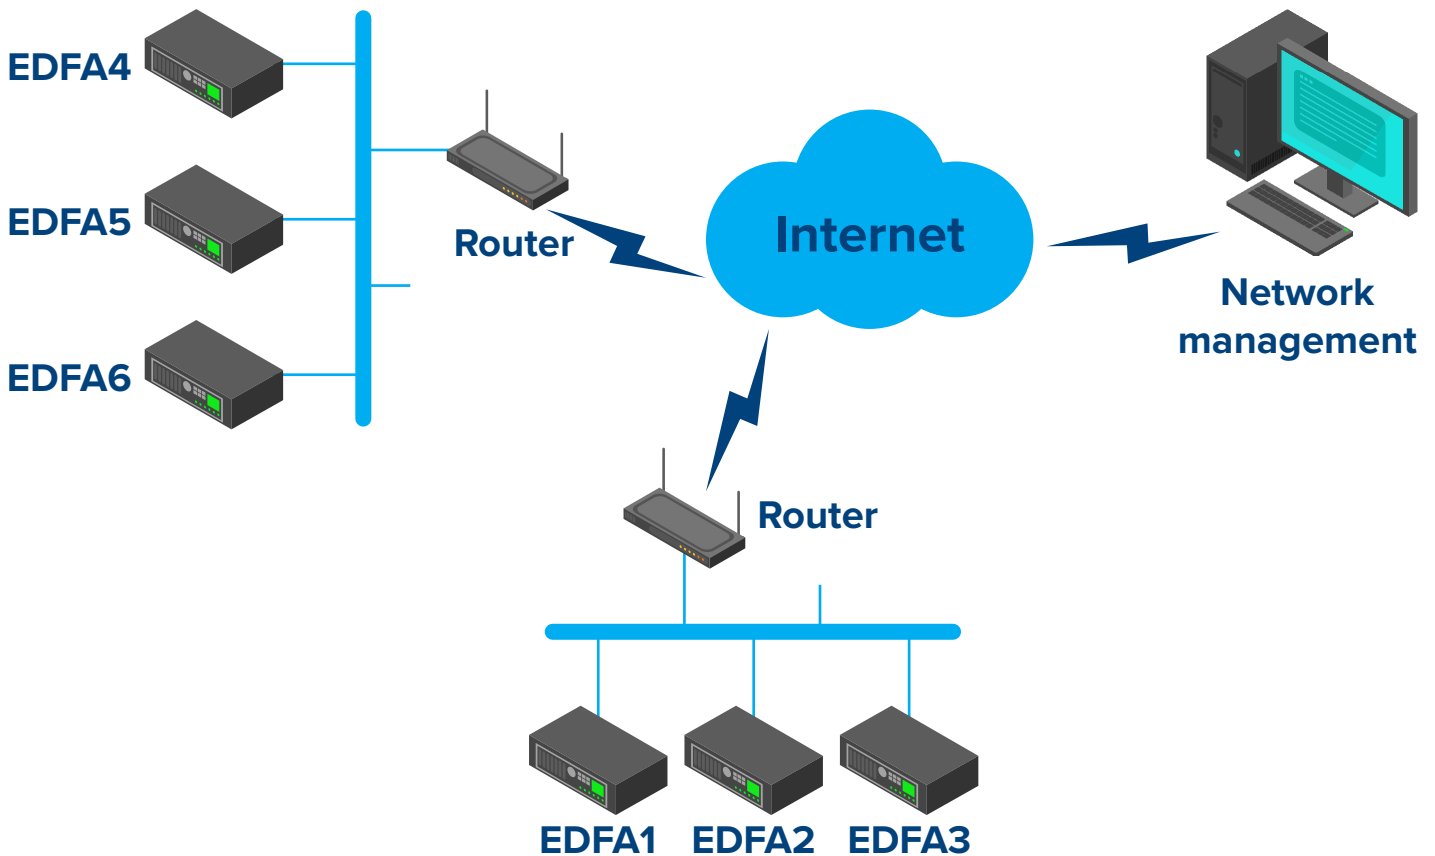 EDFA4
EDFA5
Router
Internet
EDFA6
Network
management
Router
EDFA1
EDFA2
EDFA3